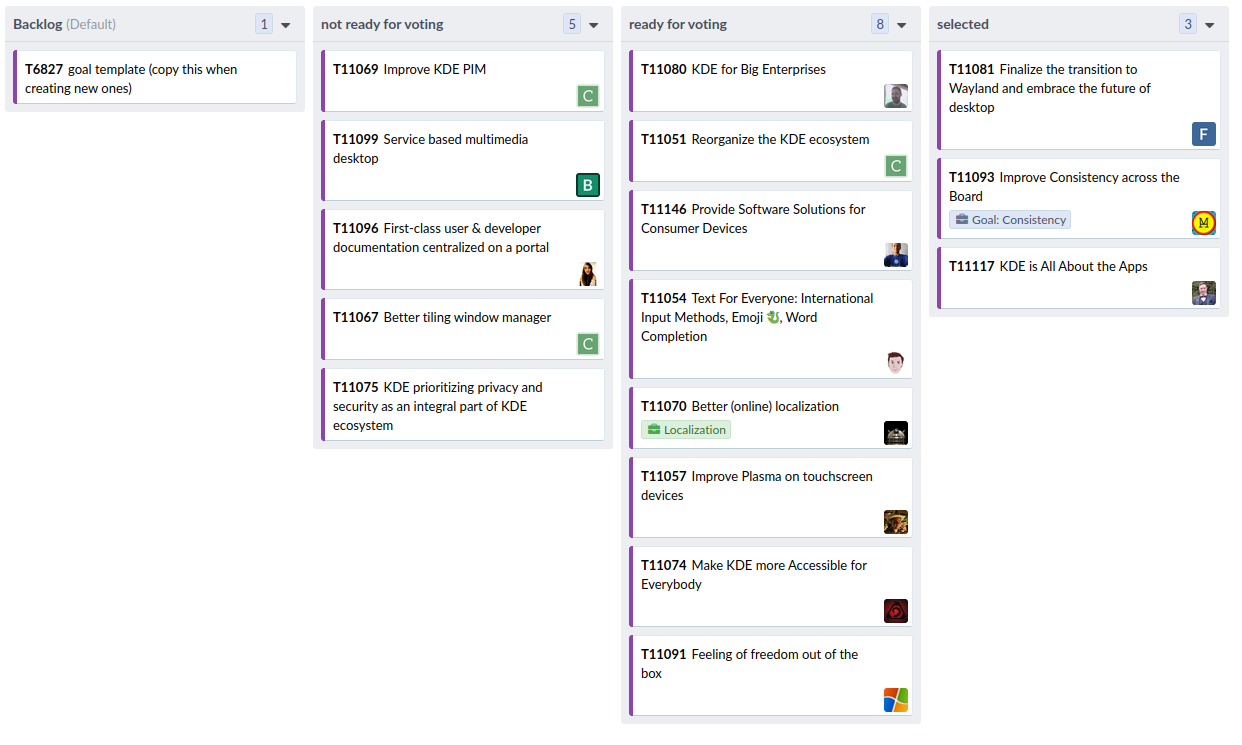 Backlog (Default) 1
T6827 goal template (copy this when
creating new ones)
not ready for voting 5
T11069 Improve KDE PIM
C
T11099 Service based multimedia
desktop
B
T11096 First-class user & developer
documentation centralized on a portal
T11067 Better tiling window manager
C
T11075 KDE prioritizing privacy and
security as an integral part of KDE
ecosystem
ready for voting 8
T11080 KDE for Big Enterprises
T11051 Reorganize the KDE ecosystem
C
T11146 Provide Software Solutions for
Consumer Devices
T11054 Text For Everyone: International
Input Methods, Emoji 🐉, Word
Completion
T11070 Better (online) localization
Localization
T11057 Improve Plasma on touchscreen
devices
T11074 Make KDE more Accessible for
Everybody
T11091 Feeling of freedom out of the
box
selected 3
T11081 Finalize the transition to
Wayland and embrace the future of
desktop
F
T11093 Improve Consistency across the
Board
Goal: Consistency
M
T11117 KDE is All About the Apps